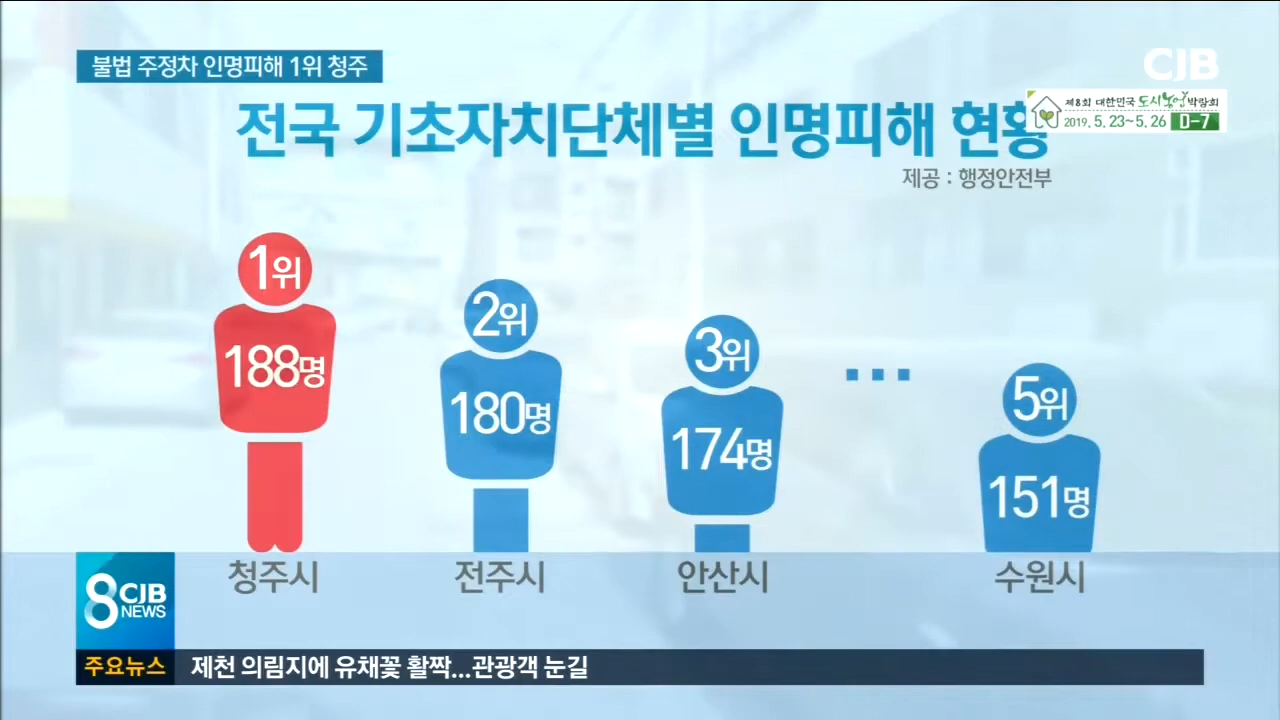 불법 주정차 인명피해 1위 청주
CJB
제8회 대한민국 도시농업박람회
2019. 5. 23~5. 26 D-7
전국 기초자치단체별 인명피해 현황
제공 : 행정안전부
1위
188명
2위
180명
3위
174명
...
5위
151명
청주시 전주시 안산시 수원시
8 CJB NEWS
주요뉴스 제천 의림지에 유채꽃 활짝...관광객 눈길